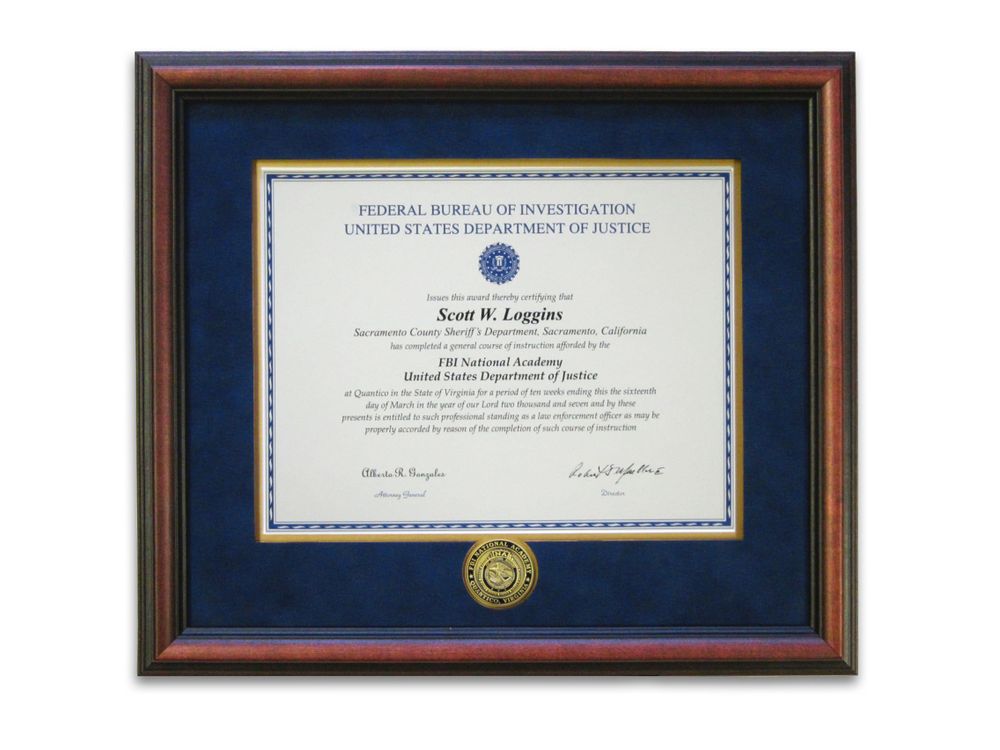 FEDERAL BUREAU OF INVESTIGATION
UNITED STATES DEPARTMENT OF JUSTICE
Issues this award thereby certifying that
Scott W. Loggins
Sacramento County Sheriff's Department, Sacramento, California
has completed a general course of instruction afforded by the
FBI National Academy
United States Department of Justice
at Quantico in the State of Virginia for a period of ten weeks ending this the sixteenth
day of March in the year of our Lord two thousand and seven and by these
presents is entitled to such professional standing as a law enforcement officer as may be
properly accorded by reason of the completion of such course of instruction
Alberto R. Gonzales
Attorney General
Robert S Mueller
Director
FBI NATIONAL ACADEMY
QUANTICO, VIRGINIA